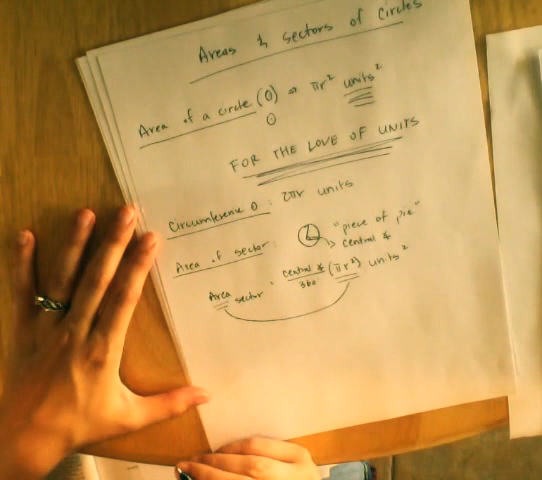 Areas & sectors of circles
Area of a circle (⊙) ⇒ πr² units²
FOR THE LOVE OF UNITS
Circumference ⊙ : 2πr units
Area of sector : "piece of pie"
→ central ∡
Area sector = central ∡ / 360 (πr²) units²